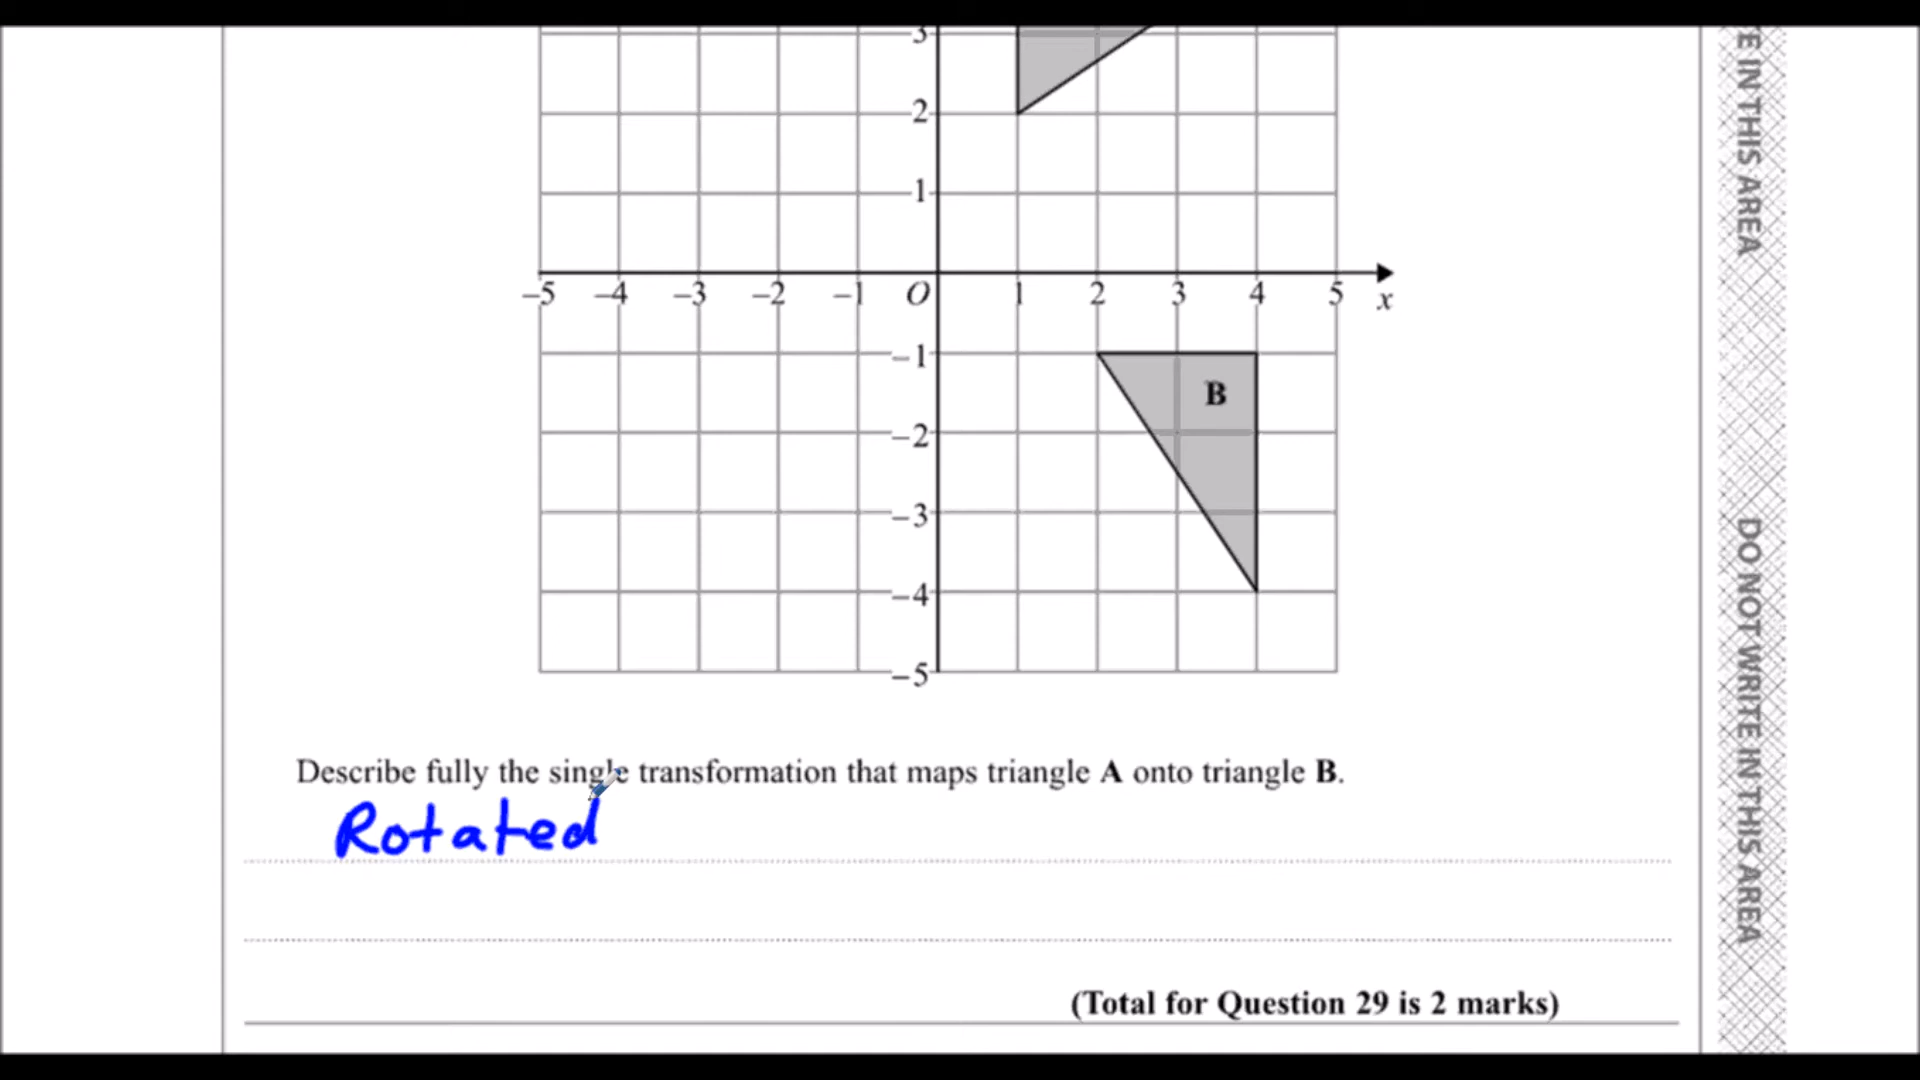 3
2
1
–5 –4 –3 –2 –1 O 1 2 3 4 5 x
–1
B
–2
–3
–4
–5
Describe fully the single transformation that maps triangle A onto triangle B.
Rotated
(Total for Question 29 is 2 marks)
E IN THIS AREA
DO NOT WRITE IN THIS AREA